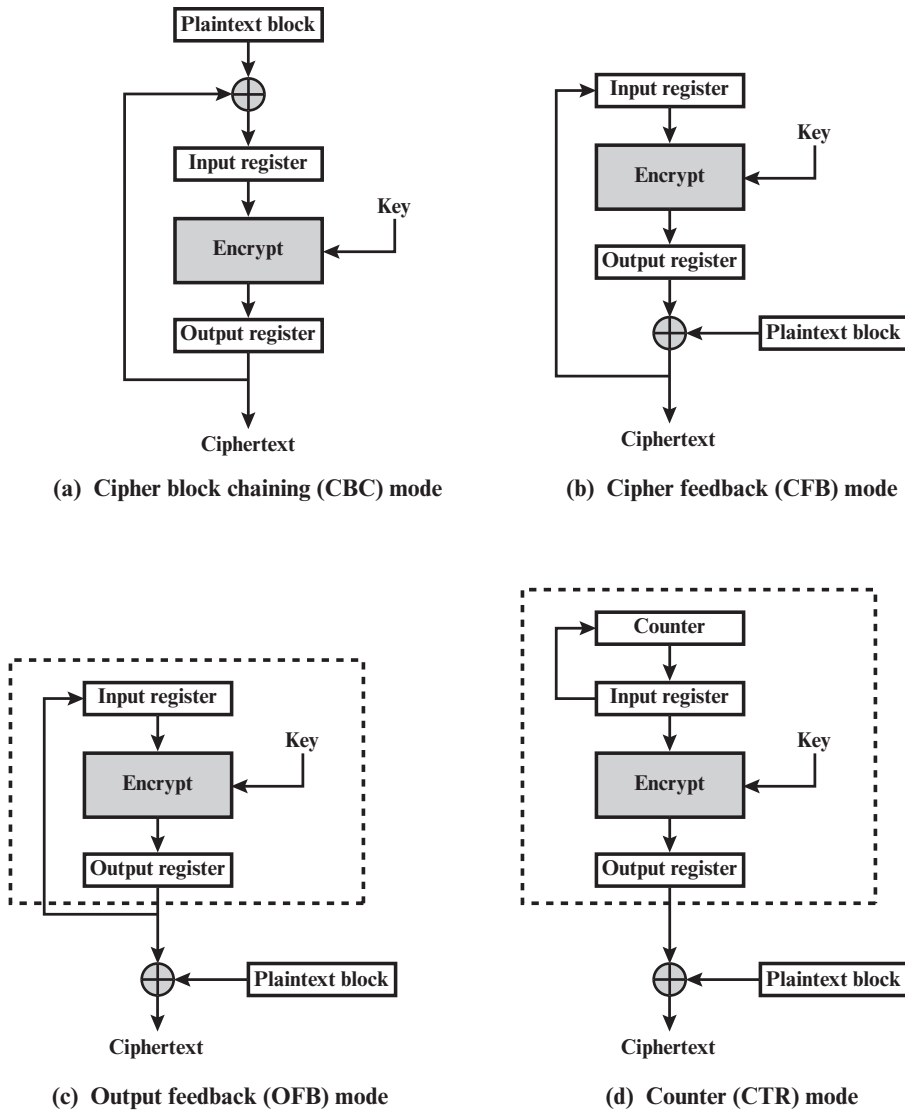 Plaintext block
Input register
Key
Encrypt
Output register
Ciphertext
(a) Cipher block chaining (CBC) mode
Input register
Key
Encrypt
Output register
Plaintext block
Ciphertext
(b) Cipher feedback (CFB) mode
Input register
Key
Encrypt
Output register
Plaintext block
Ciphertext
(c) Output feedback (OFB) mode
Counter
Input register
Key
Encrypt
Output register
Plaintext block
Ciphertext
(d) Counter (CTR) mode